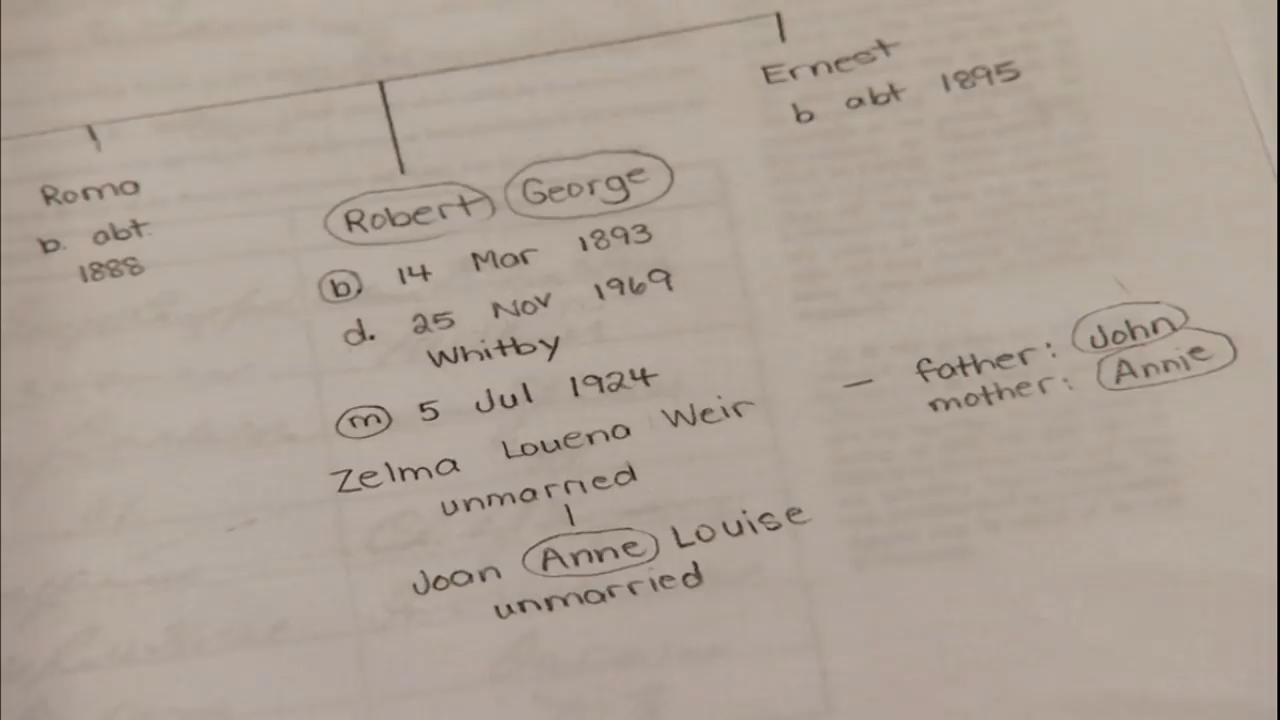 Roma
b. abt.
1888
Robert George
b. 14 Mar 1893
d. 25 Nov 1969
Whitby
m 5 Jul 1924
Zelma Louena Weir
unmarried
Joan Anne Louise
unmarried
Ernest
b abt 1895
– father: John
mother: Annie